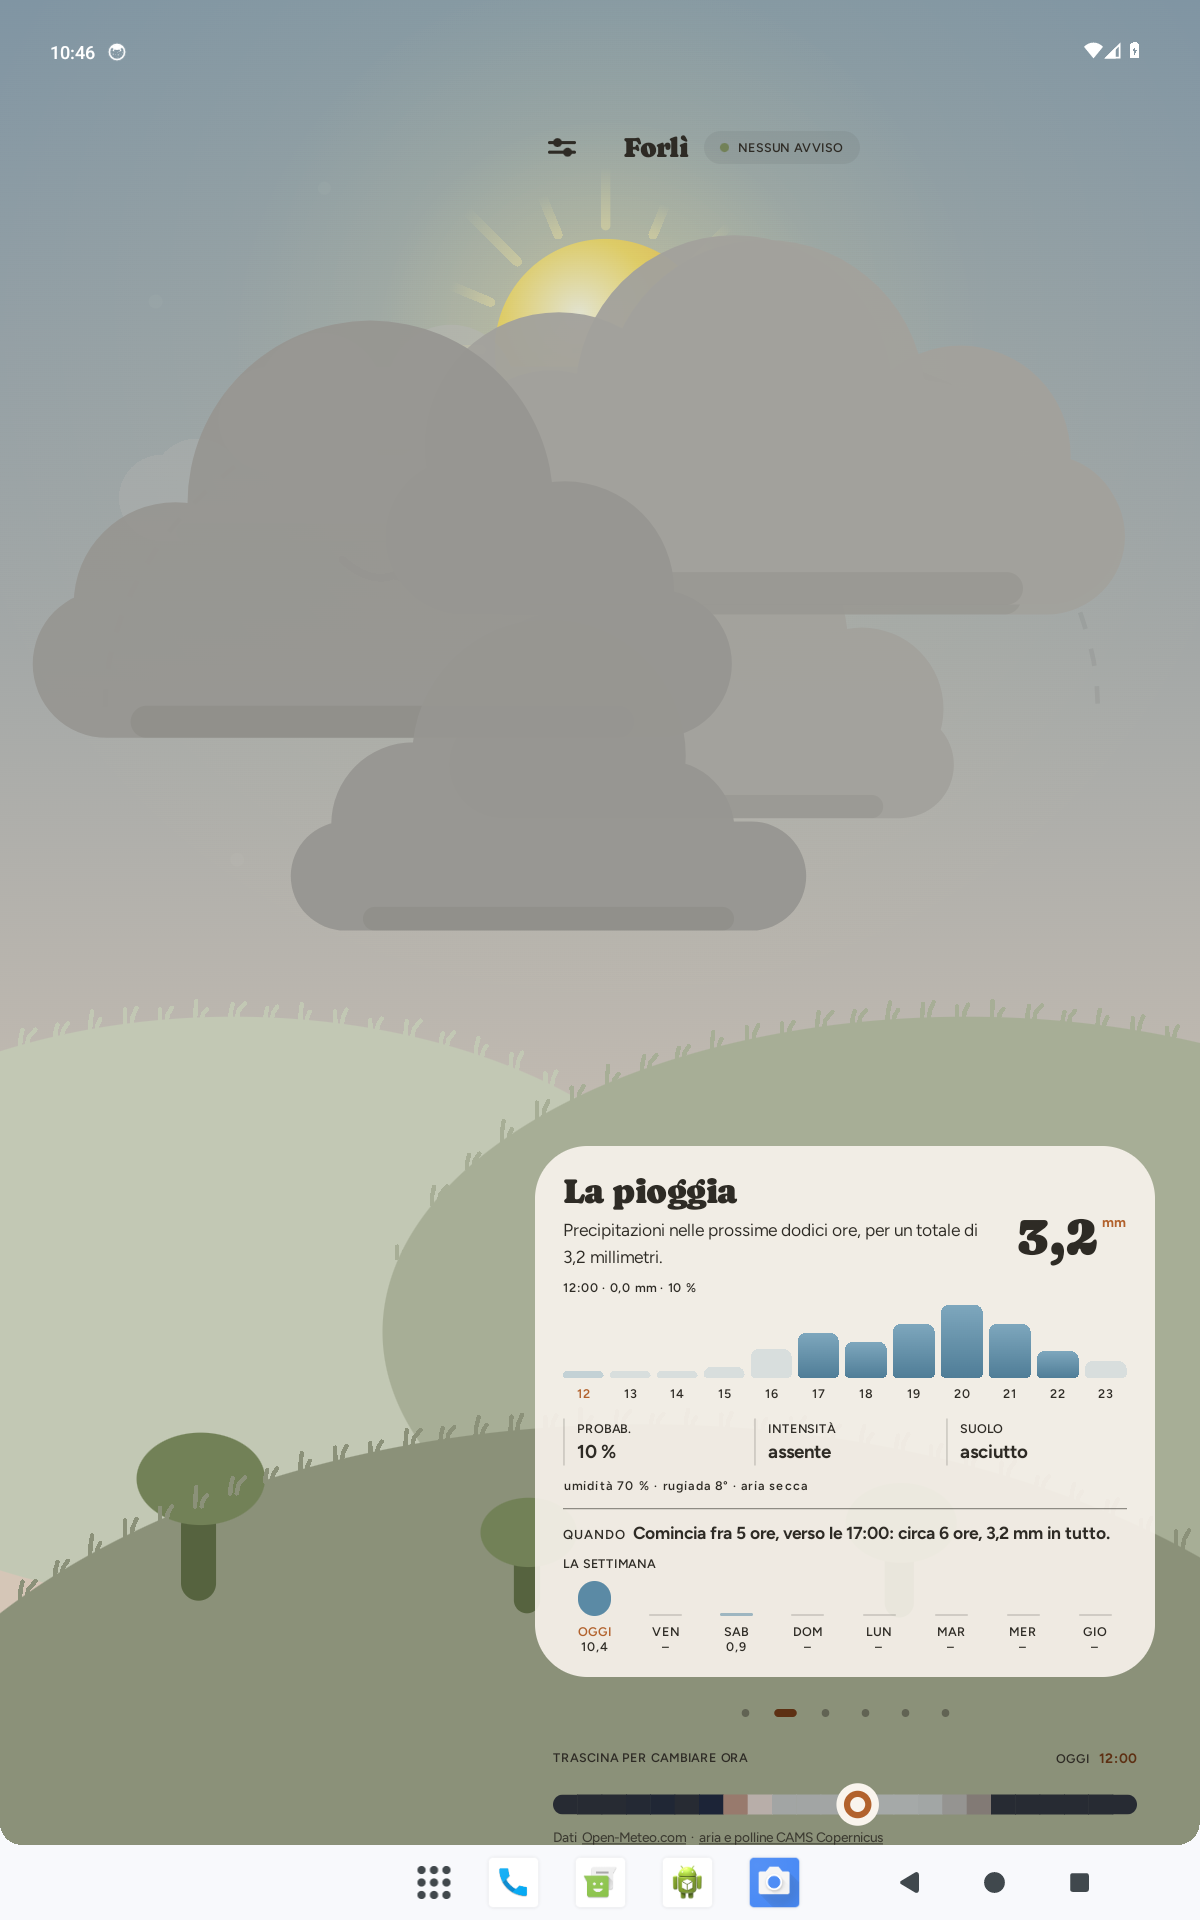 10:46
Forlì
NESSUN AVVISO
La pioggia
Precipitazioni nelle prossime dodici ore, per un totale di
3,2 millimetri.
3,2 mm
12:00 · 0,0 mm · 10 %
12 13 14 15 16 17 18 19 20 21 22 23
PROBAB. INTENSITÀ SUOLO
10 % assente asciutto
umidità 70 % · rugiada 8° · aria secca
QUANDO Comincia fra 5 ore, verso le 17:00: circa 6 ore, 3,2 mm in tutto.
LA SETTIMANA
OGGI VEN SAB DOM LUN MAR MER GIO
10,4 – 0,9 – – – – –
TRASCINA PER CAMBIARE ORA OGGI 12:00
Dati Open-Meteo.com · aria e polline CAMS Copernicus